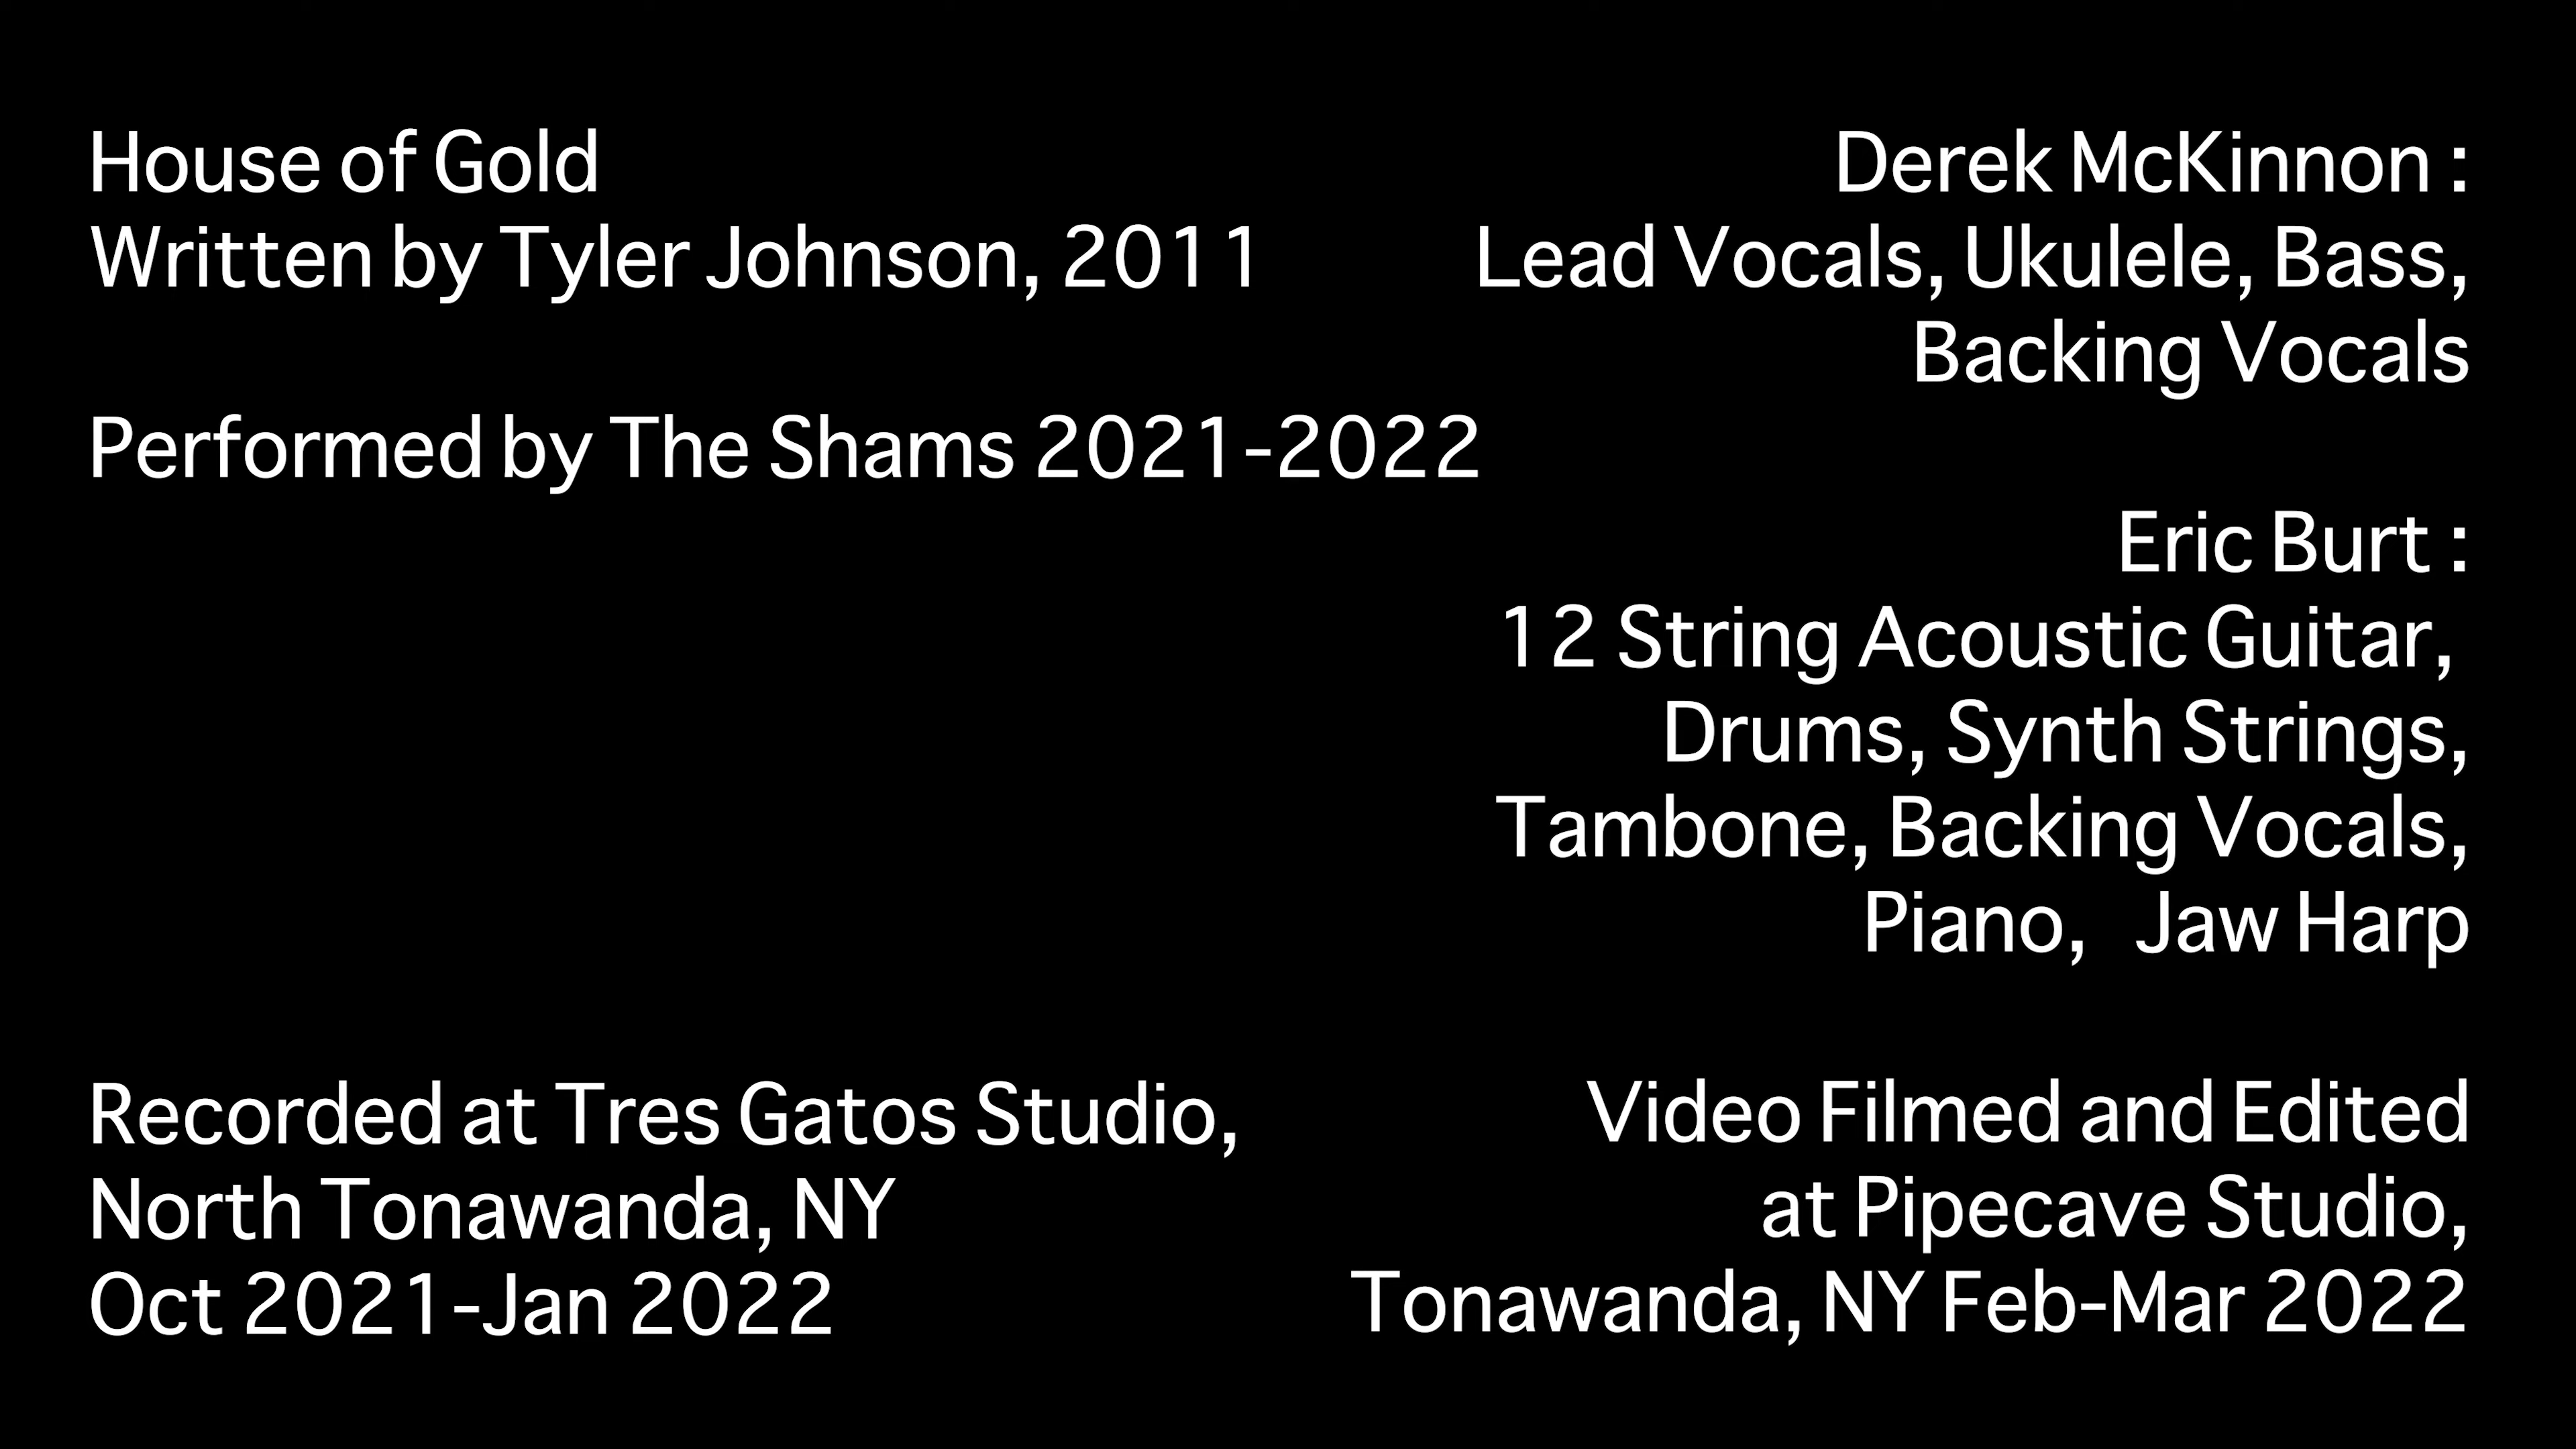 House of Gold
Written by Tyler Johnson, 2011
Performed by The Shams 2021-2022
Derek McKinnon :
Lead Vocals, Ukulele, Bass,
Backing Vocals
Eric Burt :
12 String Acoustic Guitar,
Drums, Synth Strings,
Tambone, Backing Vocals,
Piano,   Jaw Harp
Recorded at Tres Gatos Studio,
North Tonawanda, NY
Oct 2021-Jan 2022
Video Filmed and Edited
at Pipecave Studio,
Tonawanda, NY Feb-Mar 2022